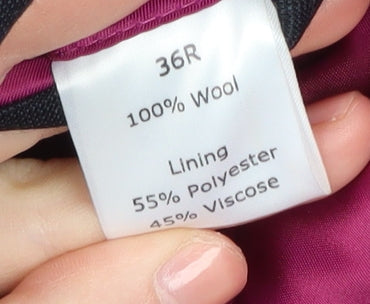 36R
100% Wool
Lining
55% Polyester
45% Viscose